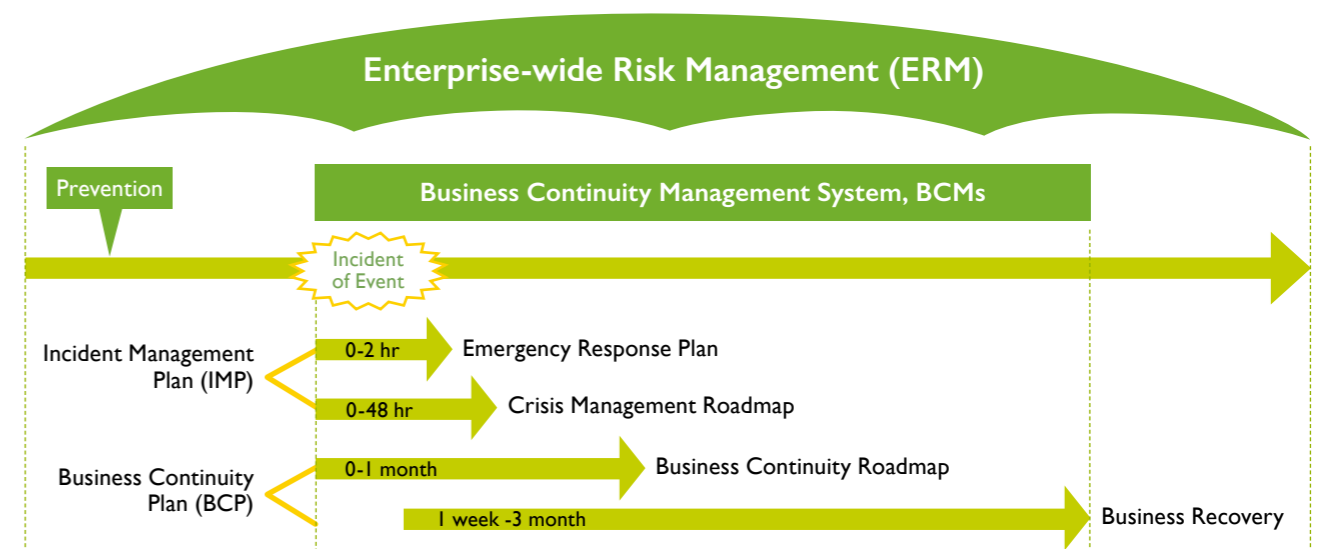 Enterprise-wide Risk Management (ERM)
Prevention
Business Continuity Management System, BCMs
Incident
of Event
Incident Management
Plan (IMP)
0-2 hr
Emergency Response Plan
0-48 hr
Crisis Management Roadmap
Business Continuity
Plan (BCP)
0-1 month
Business Continuity Roadmap
1 week -3 month
Business Recovery